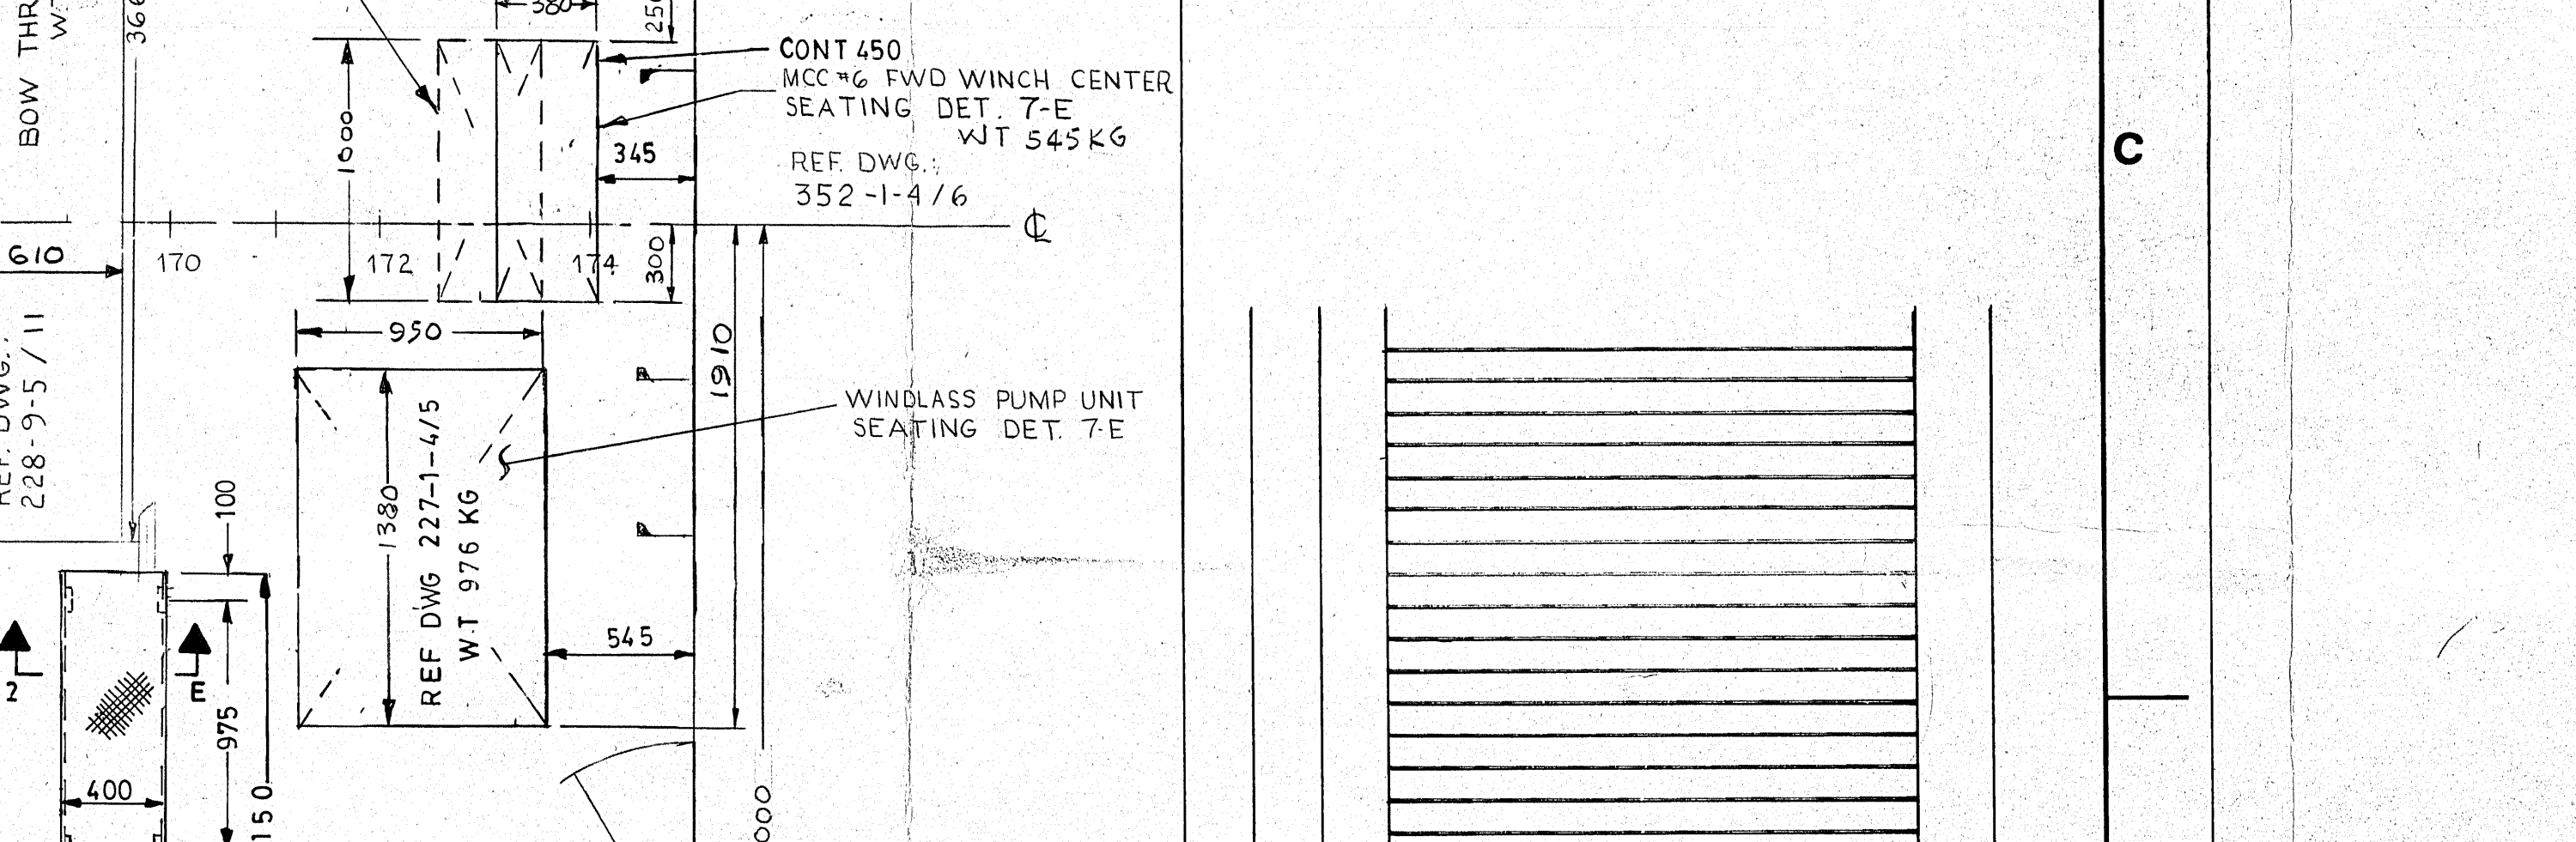 BOW THR
W.T
366
380
250
CONT 450
MCC #6 FWD WINCH CENTER
SEATING DET. 7-E
WT 545 KG
REF. DWG.:
352-1-4/6
1000
345
C
℄
610
170
172
174
300
REF. DWG.:
228-9-5/11
950
1910
WINDLASS PUMP UNIT
SEATING DET. 7-E
1380
REF DWG 227-1-4/5
W.T 976 KG
100
545
2
E
975
400
150
000